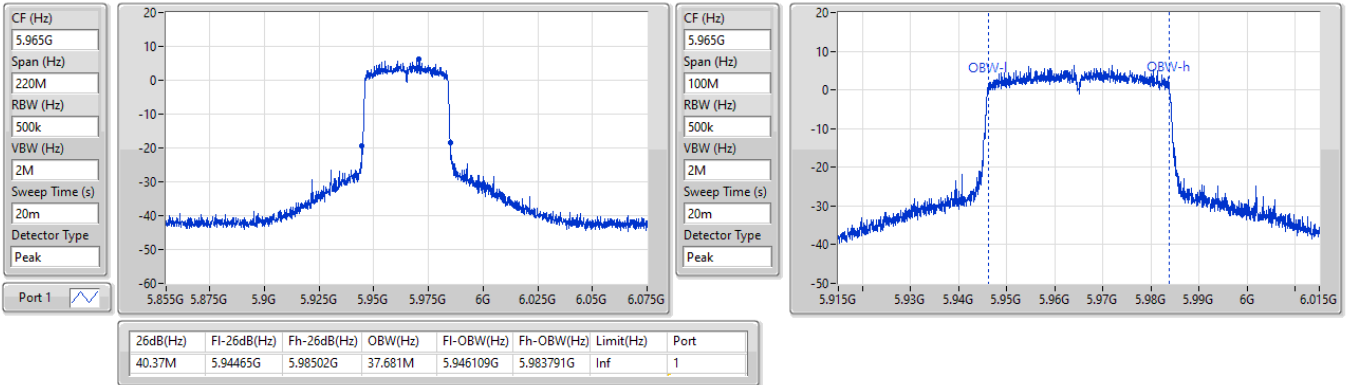 CF (Hz)
5.965G
Span (Hz)
220M
RBW (Hz)
500k
VBW (Hz)
2M
Sweep Time (s)
20m
Detector Type
Peak
Port 1
20
10
0
-10
-20
-30
-40
-50
-60
5.855G 5.875G 5.9G 5.925G 5.95G 5.975G 6G 6.025G 6.05G 6.075G
CF (Hz)
5.965G
Span (Hz)
100M
RBW (Hz)
500k
VBW (Hz)
2M
Sweep Time (s)
20m
Detector Type
Peak
20
10
0
-10
-20
-30
-40
-50
OBW-l OBW-h
5.915G 5.93G 5.94G 5.95G 5.96G 5.97G 5.98G 5.99G 6G 6.015G
26dB(Hz) Fl-26dB(Hz) Fh-26dB(Hz) OBW(Hz) Fl-OBW(Hz) Fh-OBW(Hz) Limit(Hz) Port
40.37M 5.94465G 5.98502G 37.681M 5.946109G 5.983791G Inf 1